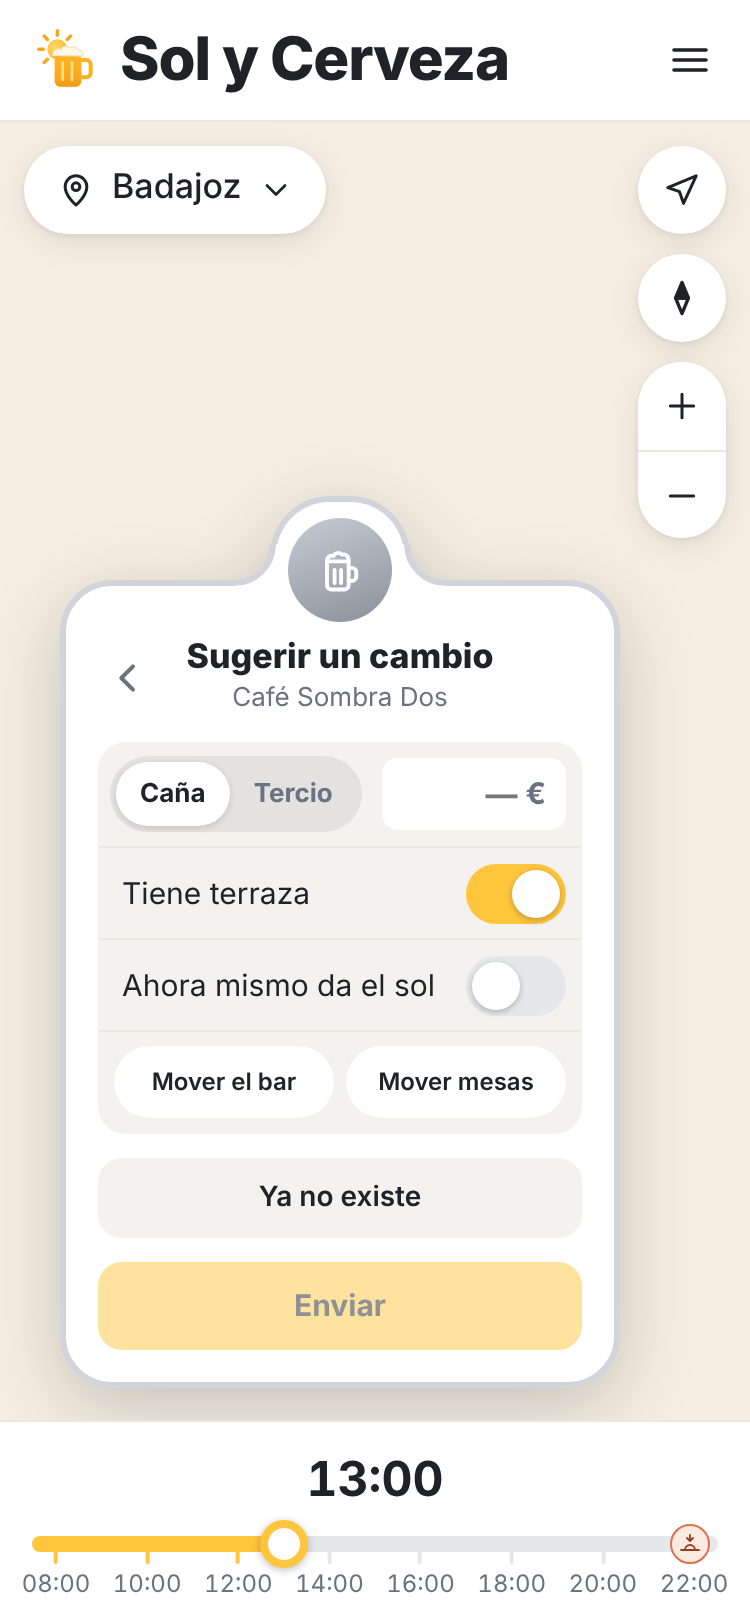 Sol y Cerveza
Badajoz
Sugerir un cambio
Café Sombra Dos
Caña
Tercio
— €
Tiene terraza
Ahora mismo da el sol
Mover el bar
Mover mesas
Ya no existe
Enviar
13:00
08:00 10:00 12:00 14:00 16:00 18:00 20:00 22:00